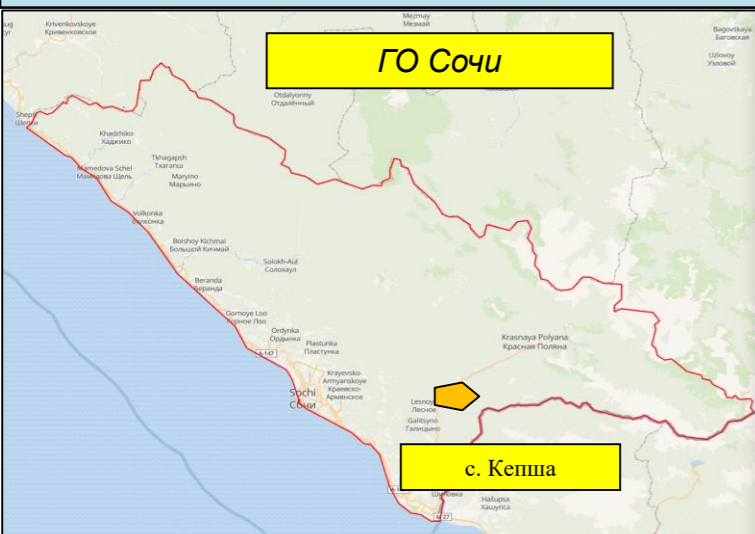 Krivenkovskoye
Кривенковское
Mezmay
Мезмай
Bagovskaya
Баговская
ГО Сочи
Uzlovoy
Узловой
Otdalyonny
Отдалённый
Shepsi
Шепси
Khadzhiko
Хаджико
Tkhagapsh
Тхагапш
Mamedova Schel
Мамедова Щель
Maryino
Марьино
Volkonka
Волконка
Bolshoy Kichmai
Большой Кичмай
Solokh-Aul
Солохаул
Beranda
Беранда
Gornoye Loo
Горное Лоо
Ordynka
Ордынка
Plastunka
Пластунка
A-147
Krasnaya Polyana
Красная Поляна
Krayevsko-
Armyanskoye
Краевско-
Армянское
Sochi
Сочи
Lesnoye
Лесное
Galitsyno
Галицыно
с. Кепша
Шиловка
Hašupsa
Хашупса